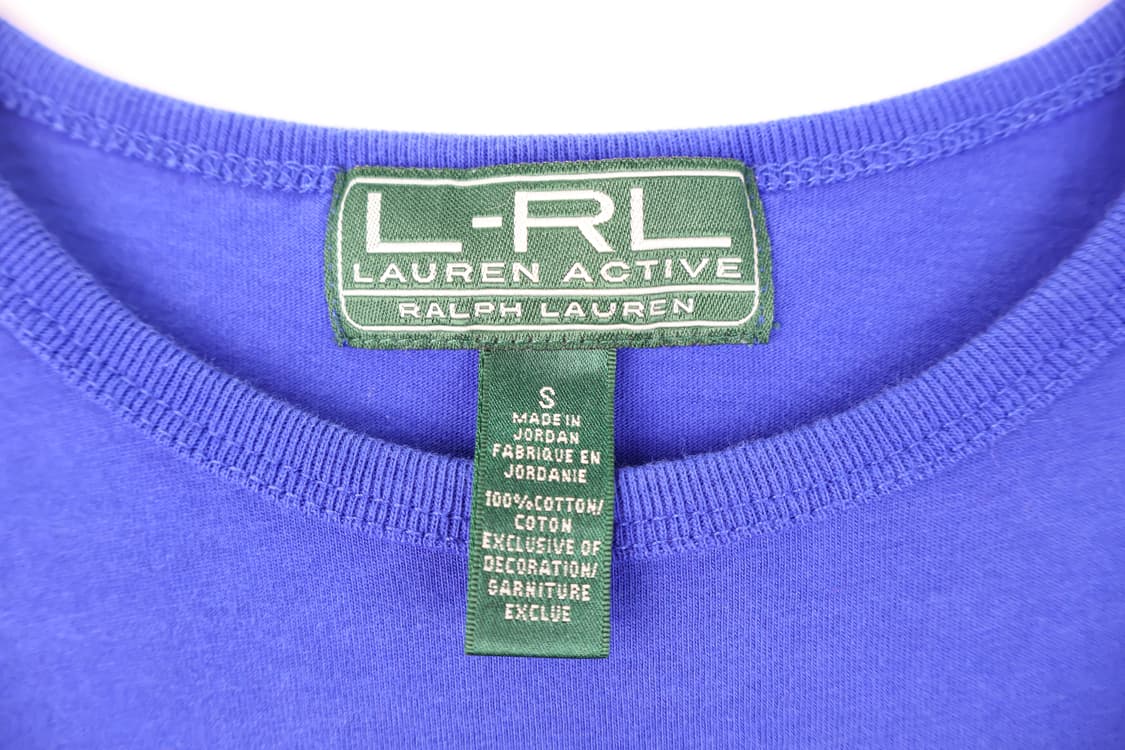 L-RL
LAUREN ACTIVE
RALPH LAUREN
S
MADE IN
JORDAN
FABRIQUE EN
JORDANIE
100%COTTON/
COTON
EXCLUSIVE OF
DECORATION/
GARNITURE
EXCLUE